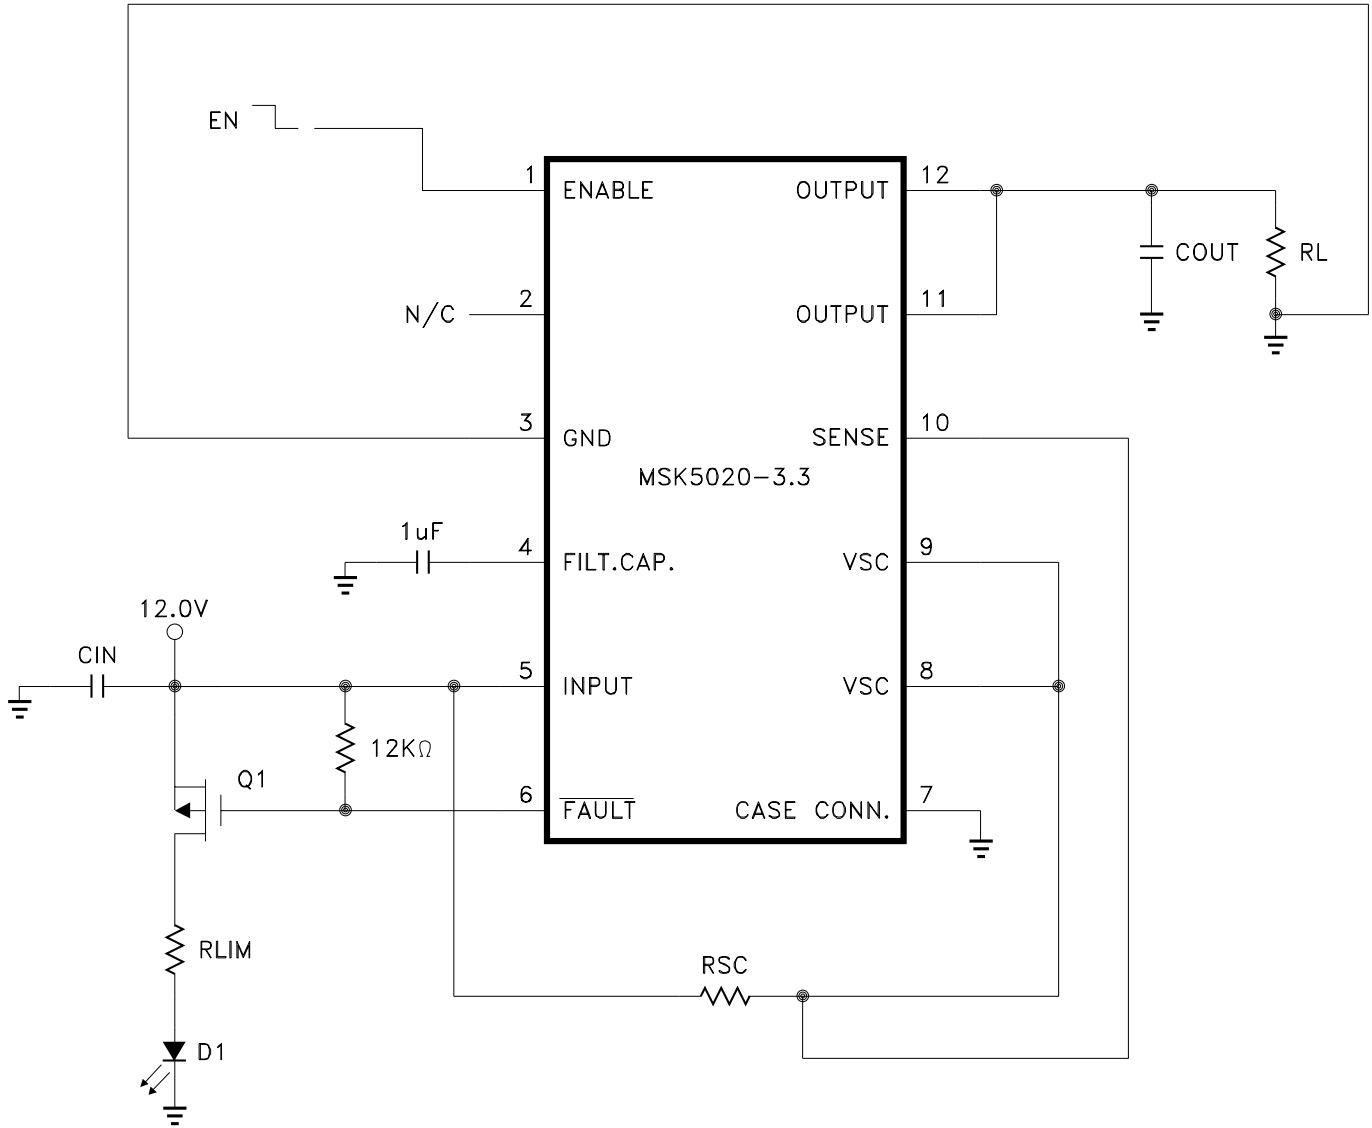 EN
1
ENABLE
OUTPUT
12
COUT
RL
N/C
2
OUTPUT
11
3
GND
SENSE
10
MSK5020-3.3
1uF
4
FILT.CAP.
VSC
9
12.0V
CIN
5
INPUT
VSC
8
12KΩ
Q1
6
FAULT
CASE CONN.
7
RLIM
RSC
D1